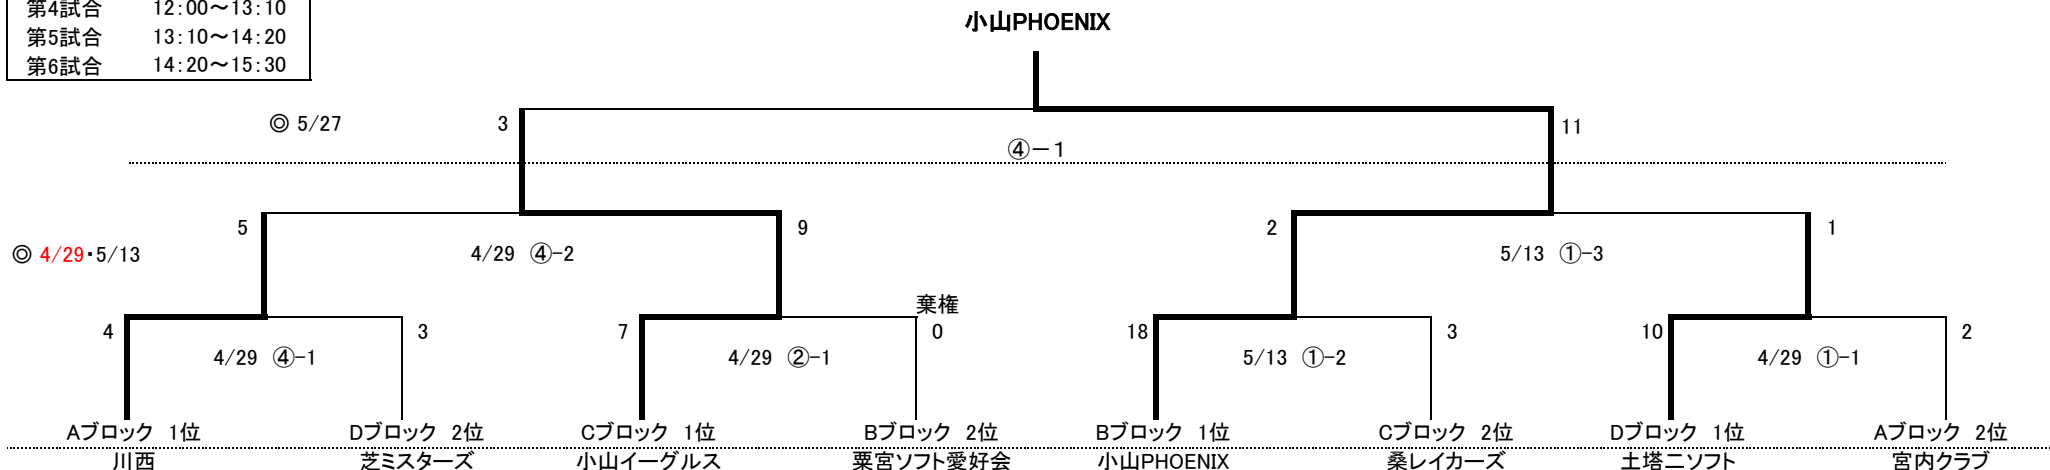 第4試合 12:00～13:10
第5試合 13:10～14:20
第6試合 14:20～15:30
小山PHOENIX
◎ 5/27 3 11
④－1
5 9 2 1
◎ 4/29・5/13 4/29 ④-2 5/13 ①-3
棄権
4 3 7 0 18 3 10 2
4/29 ④-1 4/29 ②-1 5/13 ①-2 4/29 ①-1
Aブロック 1位 Dブロック 2位 Cブロック 1位 Bブロック 2位 Bブロック 1位 Cブロック 2位 Dブロック 1位 Aブロック 2位
川西 芝ミスターズ 小山イーグルス 粟宮ソフト愛好会 小山PHOENIX 桑レイカーズ 土塔ニソフト 宮内クラブ